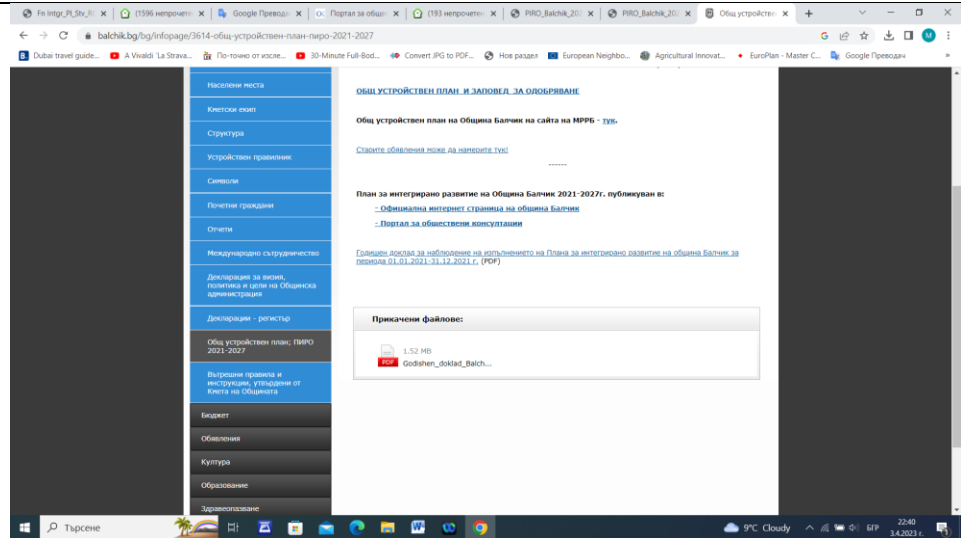 Fn Intgr_Pl_Stv_R
(1596 непрочете
Google Превода
Портал за общес
(193 непрочетен
PIRO_Balchik_202
PIRO_Balchik_202
Общ устройствен
balchik.bg/bg/infopage/3614-общ-устройствен-план-пиро-2021-2027
Dubai travel guide...
A Vivaldi 'La Strava...
По-точно от изсле...
30-Minute Full-Bod...
Convert JPG to PDF...
Нов раздел
European Neighbo...
Agricultural Innovat...
EuroPlan - Master C...
Google Преводач
»
Населени места
Кметски екип
Структура
Устройствен правилник
Символи
Почетни граждани
Отчети
Международно сътрудничество
Декларация за визия,
политика и цели на Общинска
администрация
Декларации - регистър
Общ устройствен план; ПИРО
2021-2027
Вътрешни правила и
инструкции, утвърдени от
Кмета на Общината
Бюджет
Обявления
Култура
Образование
Здравеопазване
ОБЩ УСТРОЙСТВЕН ПЛАН И ЗАПОВЕД ЗА ОДОБРЯВАНЕ
Общ устройствен план на Община Балчик на сайта на МРРБ - тук.
Старите обявления може да намерите тук!
------
План за интегрирано развитие на Община Балчик 2021-2027г. публикуван в:
- Официална интернет страница на община Балчик
- Портал за обществени консултации
Годишен доклад за наблюдение на изпълнението на Плана за интегрирано развитие на община Балчик за
периода 01.01.2021-31.12.2021 г. (PDF)
Прикачени файлове:
1.52 MB
PDF
Godishen_doklad_Balch...
Търсене
9°C Cloudy
БГР
22:40
3.4.2023 г.